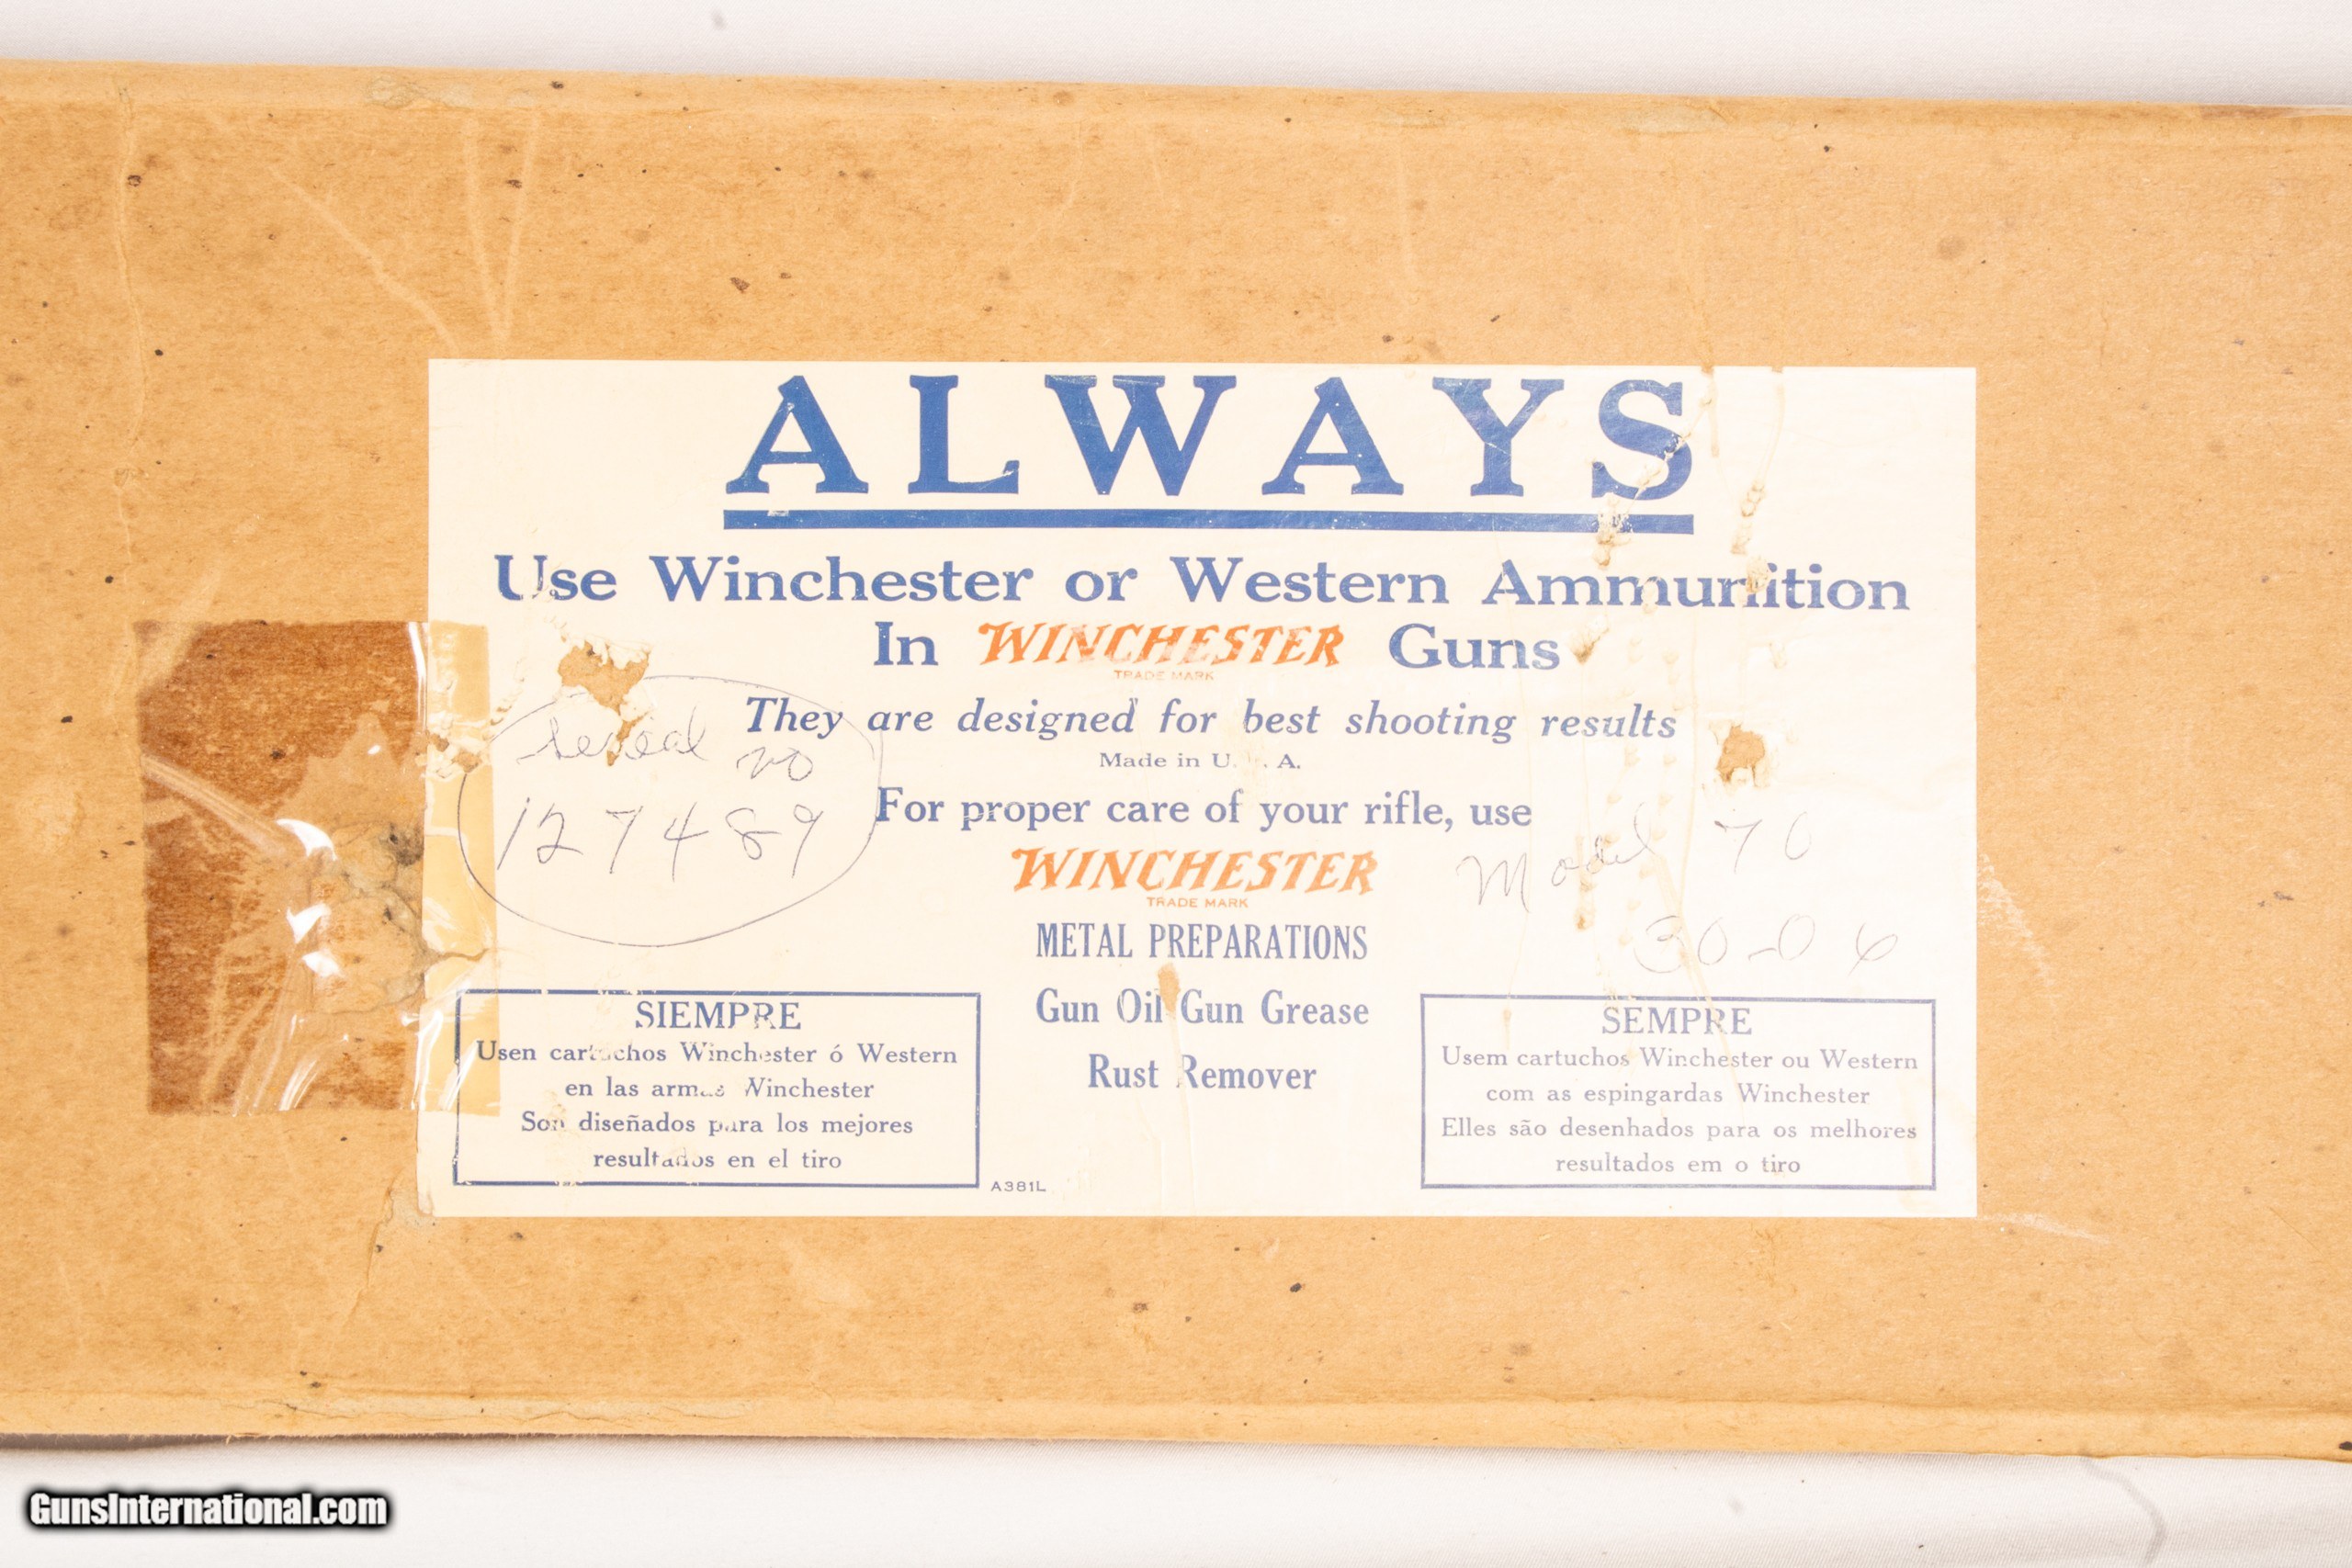 ALWAYS
Use Winchester or Western Ammunition
In WINCHESTER Guns
TRADE MARK
They are designed for best shooting results
Made in U. A.
serial no
127489
For proper care of your rifle, use
WINCHESTER
TRADE MARK
Model 70
30-06
METAL PREPARATIONS
Gun Oil Gun Grease
Rust Remover
SIEMPRE
Usen cartuchos Winchester ó Western
en las armas Winchester
Son diseñados para los mejores
resultados en el tiro
A381L
SEMPRE
Usem cartuchos Winchester ou Western
com as espingardas Winchester
Elles são desenhados para os melhores
resultados em o tiro
GunsInternational.com